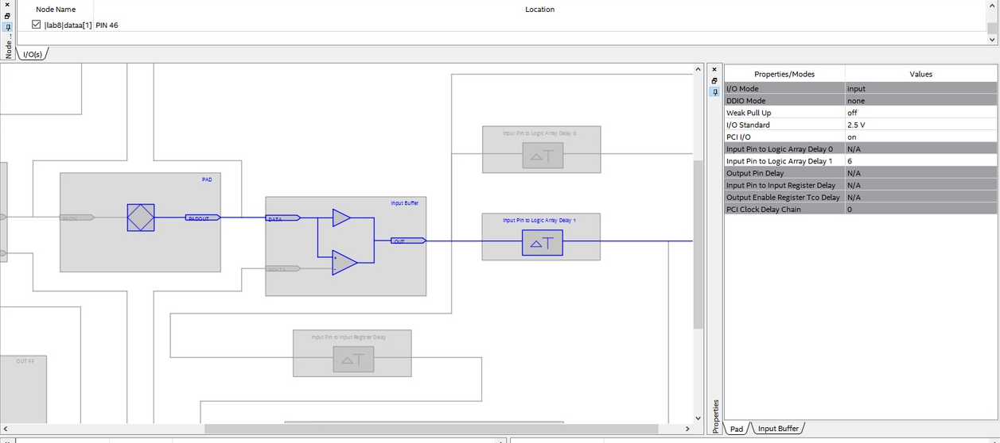 Node Name Location
|lab8|dataa[1] PIN 46
Node ...
I/O(s)
PAD
PADIN
PADOUT
Input Buffer
DATA
NDATA
OUT
Input Pin to Logic Array Delay 0
ΔT
Input Pin to Logic Array Delay 1
ΔT
Input Pin to Input Register Delay
ΔT
OUT FF
Properties
Properties/Modes Values
I/O Mode input
DDIO Mode none
Weak Pull Up off
I/O Standard 2.5 V
PCI I/O on
Input Pin to Logic Array Delay 0 N/A
Input Pin to Logic Array Delay 1 6
Output Pin Delay N/A
Input Pin to Input Register Delay N/A
Output Enable Register Tco Delay N/A
PCI Clock Delay Chain 0
Pad Input Buffer